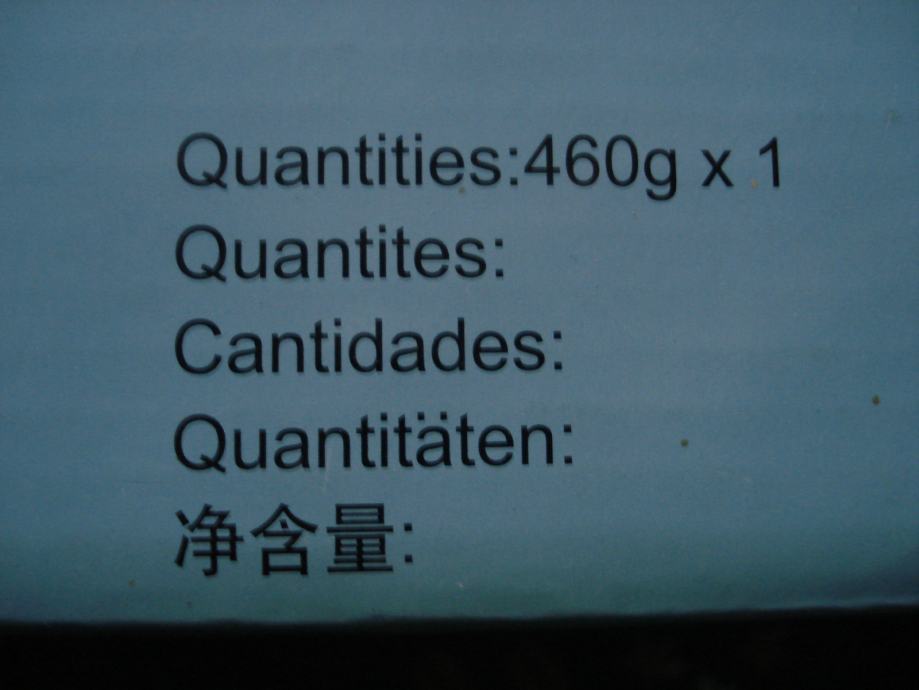 Quantities:460g x 1
Quantites:
Cantidades:
Quantitäten:
净含量: